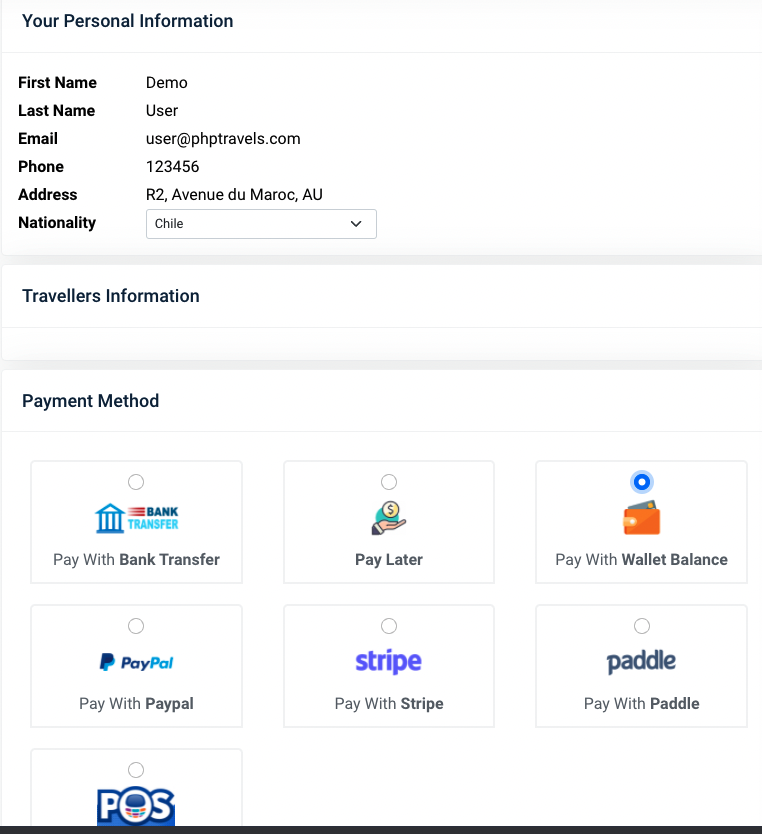 Your Personal Information
First Name Demo
Last Name User
Email user@phptravels.com
Phone 123456
Address R2, Avenue du Maroc, AU
Nationality Chile
Travellers Information
Payment Method
BANK
TRANSFER
$
Pay With Bank Transfer Pay Later Pay With Wallet Balance
PayPal stripe paddle
Pay With Paypal Pay With Stripe Pay With Paddle
POS